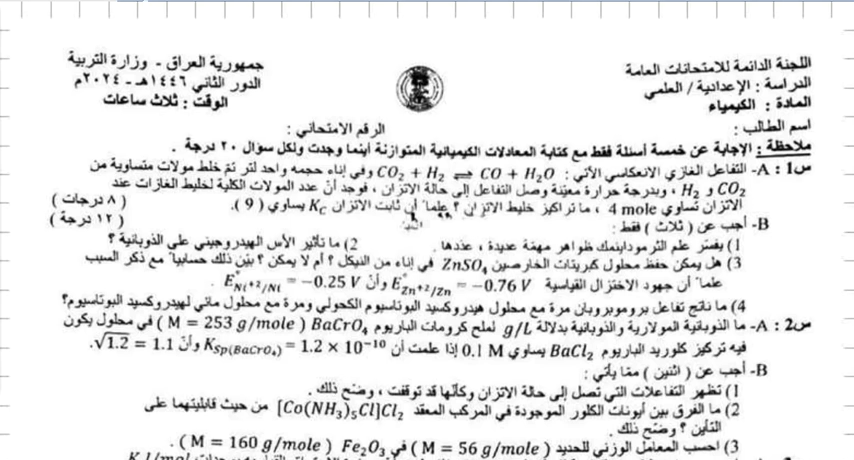 اللجنة الدائمة للامتحانات العامة
الدراسة : الإعدادية / العلمي
المادة : الكيمياء
اسم الطالب :
جمهورية العراق - وزارة التربية
الدور الثاني ١٤٤٦هـ - ٢٠٢٤م
الوقت : ثلاث ساعات
الرقم الامتحاني :
ملاحظة : الإجابة عن خمسة أسئلة فقط مع كتابة المعادلات الكيميائية المتوازنة أينما وجدت ولكل سؤال ٢٠ درجة .
س1 : A- التفاعل الغازي الانعكاسي الآتي : CO₂ + H₂ ⇌ CO + H₂O وفي إناء حجمه واحد لتر تم خلط مولات متساوية من
CO₂ و H₂ ، وبدرجة حرارة معيّنة وصل التفاعل إلى حالة الاتزان ، فوجد أنّ عدد المولات الكلية لخليط الغازات عند
الاتزان تساوي 4 mole ، ما تراكيز خليط الاتزان ؟ علماً أن ثابت الاتزان Kc يساوي ( 9 ). ( ٨ درجات )
B- أجب عن ( ثلاث ) فقط : ( ١٢ درجة )
1) يفسّر علم الثرموداينمك ظواهر مهمّة عديدة ، عدّدها . 2) ما تأثير الأس الهيدروجيني على الذوبانية ؟
3) هل يمكن حفظ محلول كبريتات الخارصين ZnSO₄ في إناء من النيكل ؟ أم لا يمكن ؟ بيّن ذلك حسابياً مع ذكر السبب
علماً أن جهود الاختزال القياسية E°Zn⁺²/Zn = −0.76 V وأنّ E°Ni⁺²/Ni = −0.25 V .
4) ما ناتج تفاعل بروموبروبان مرة مع محلول هيدروكسيد البوتاسيوم الكحولي ومرة مع محلول مائي لهيدروكسيد البوتاسيوم؟
س2 : A- ما الذوبانية المولارية والذوبانية بدلالة g/L لملح كرومات الباريوم BaCrO₄ ( M = 253 g/mole ) في محلول يكون
فيه تركيز كلوريد الباريوم BaCl₂ يساوي 0.1 M إذا علمت أن Ksp(BaCrO₄) = 1.2 × 10⁻¹⁰ وأنّ √1.2 = 1.1 .
B- أجب عن ( اثنين ) ممّا يأتي :
1) تظهر التفاعلات التي تصل إلى حالة الاتزان وكأنّها قد توقفت ، وضّح ذلك .
2) ما الفرق بين أيونات الكلور الموجودة في المركب المعقد [Co(NH₃)₅Cl]Cl₂ من حيث قابليتهما على
التأين ؟ وضّح ذلك .
3) احسب المعامل الوزني للحديد ( M = 56 g/mole ) في Fe₂O₃ ( M = 160 g/mole ) .